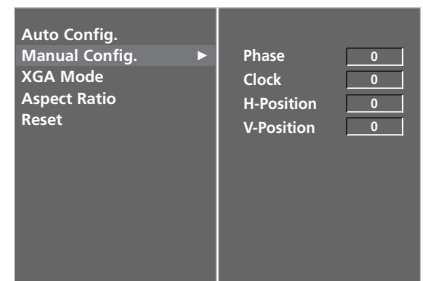 Auto Config.
Manual Config. ►
XGA Mode
Aspect Ratio
Reset
Phase 0
Clock 0
H-Position 0
V-Position 0